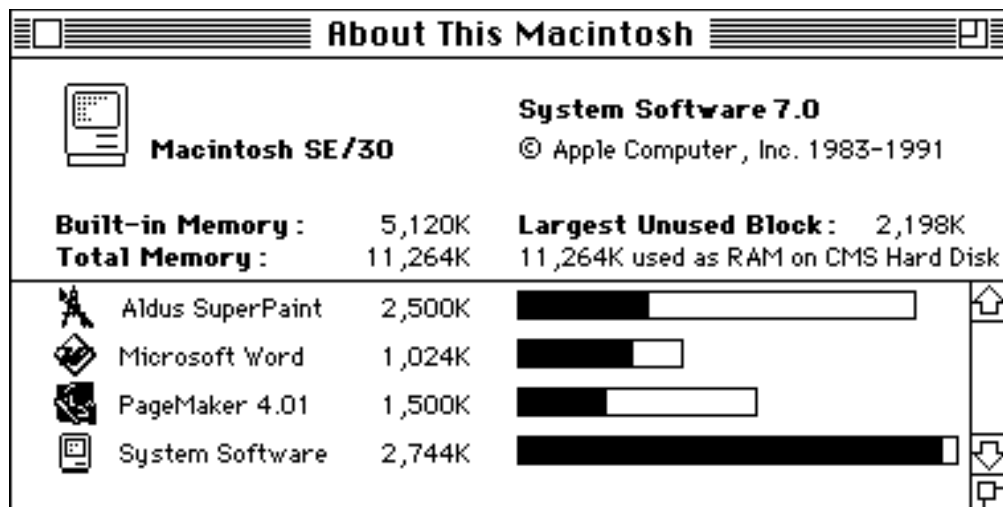 About This Macintosh
System Software 7.0
Macintosh SE/30
© Apple Computer, Inc. 1983-1991
Built-in Memory: 5,120K Largest Unused Block: 2,198K
Total Memory: 11,264K 11,264K used as RAM on CMS Hard Disk
Aldus SuperPaint 2,500K
Microsoft Word 1,024K
PageMaker 4.01 1,500K
System Software 2,744K